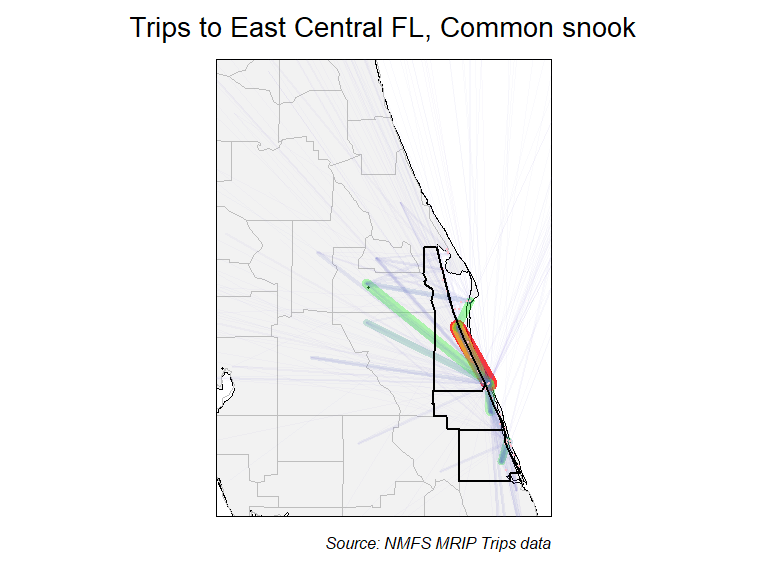 Trips to East Central FL, Common snook
Source: NMFS MRIP Trips data